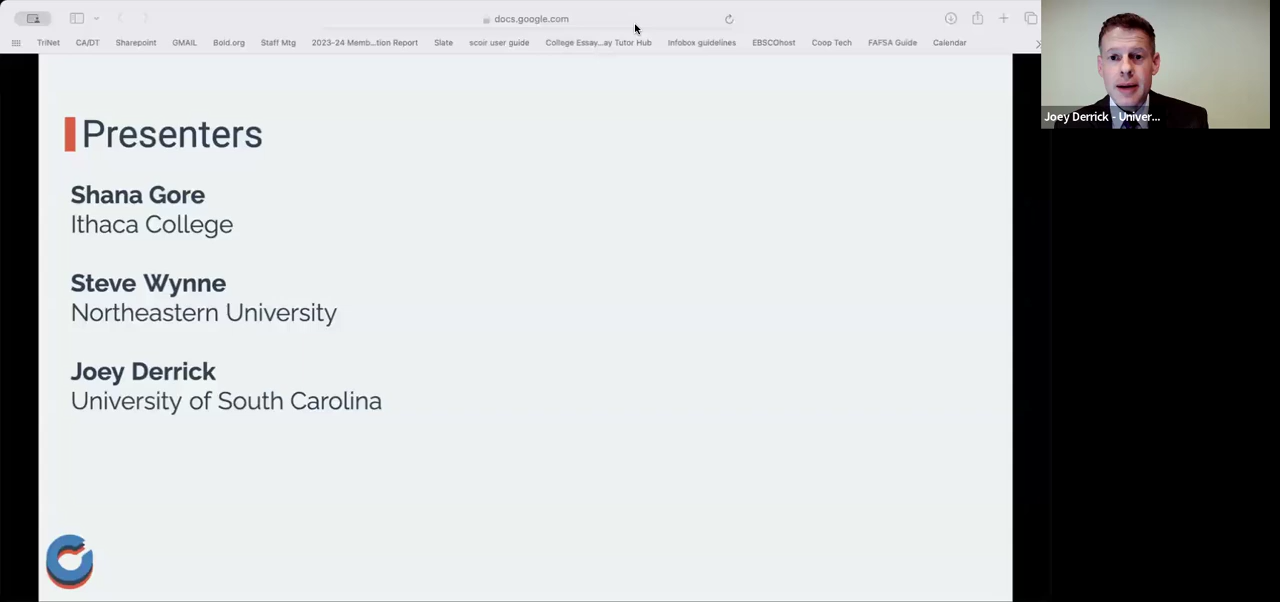 docs.google.com
TriNet CA/DT Sharepoint GMAIL Bold.org Staff Mtg 2023-24 Memb...tion Report Slate scoir user guide College Essay...ay Tutor Hub Infobox guidelines EBSCOhost Coop Tech FAFSA Guide Calendar
Joey Derrick - Univer...
Presenters
Shana Gore
Ithaca College
Steve Wynne
Northeastern University
Joey Derrick
University of South Carolina